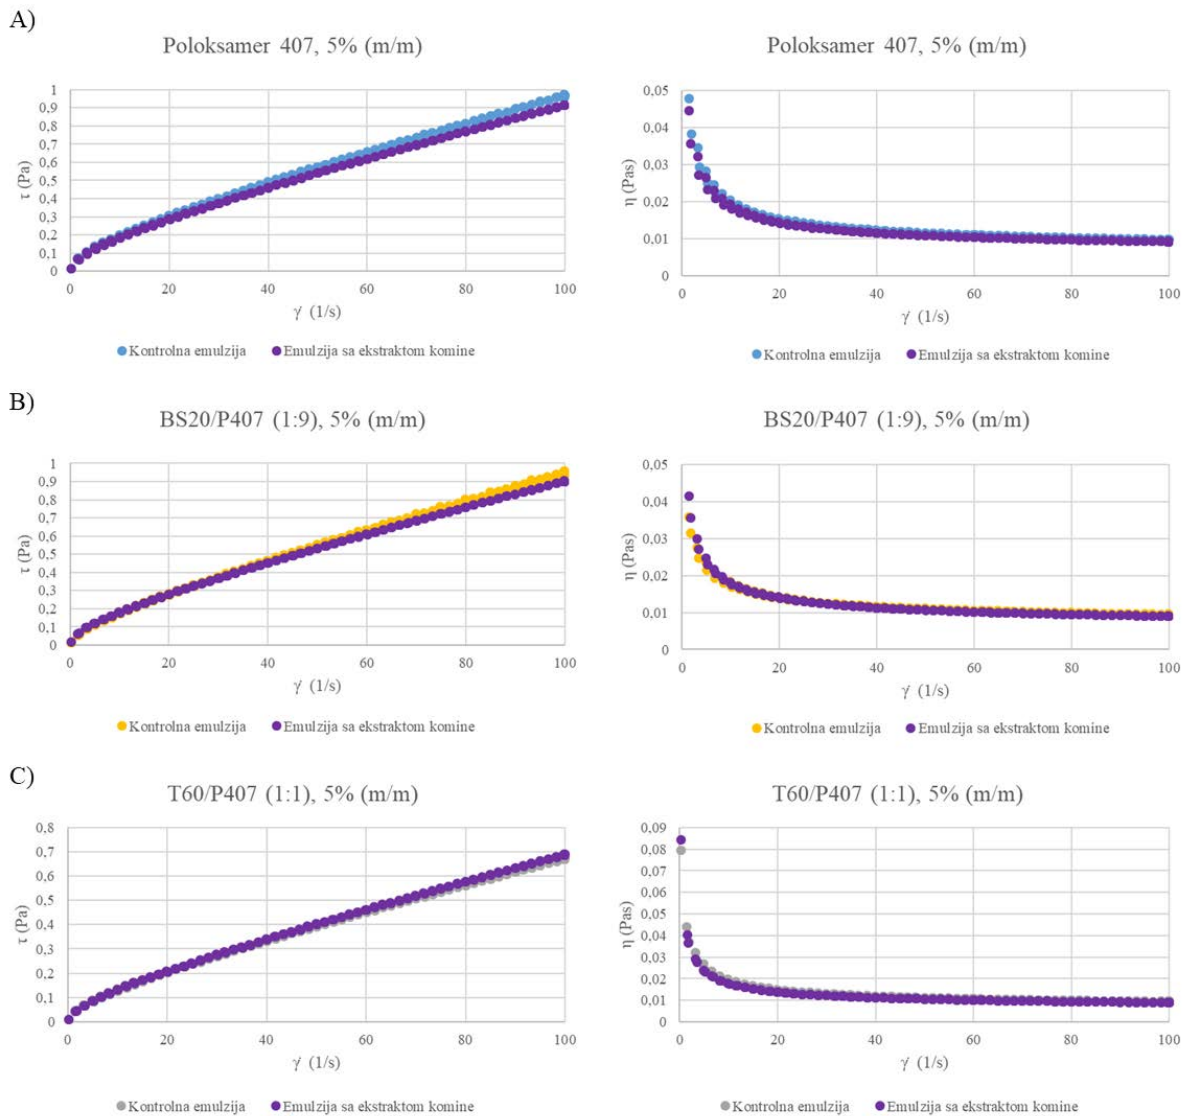 A)
Poloksamer 407, 5% (m/m)
τ (Pa)
1
0,9
0,8
0,7
0,6
0,5
0,4
0,3
0,2
0,1
0
0 20 40 60 80 100
γ̇ (1/s)
Kontrolna emulzija Emulzija sa ekstraktom komine
Poloksamer 407, 5% (m/m)
η (Pas)
0,05
0,04
0,03
0,02
0,01
0
0 20 40 60 80 100
γ̇ (1/s)
Kontrolna emulzija Emulzija sa ekstraktom komine
B)
BS20/P407 (1:9), 5% (m/m)
τ (Pa)
1
0,9
0,8
0,7
0,6
0,5
0,4
0,3
0,2
0,1
0
0 20 40 60 80 100
γ̇ (1/s)
Kontrolna emulzija Emulzija sa ekstraktom komine
BS20/P407 (1:9), 5% (m/m)
η (Pas)
0,05
0,04
0,03
0,02
0,01
0
0 20 40 60 80 100
γ̇ (1/s)
Kontrolna emulzija Emulzija sa ekstraktom komine
C)
T60/P407 (1:1), 5% (m/m)
τ (Pa)
0,8
0,7
0,6
0,5
0,4
0,3
0,2
0,1
0
0 20 40 60 80 100
γ̇ (1/s)
Kontrolna emulzija Emulzija sa ekstraktom komine
T60/P407 (1:1), 5% (m/m)
η (Pas)
0,09
0,08
0,07
0,06
0,05
0,04
0,03
0,02
0,01
0
0 20 40 60 80 100
γ̇ (1/s)
Kontrolna emulzija Emulzija sa ekstraktom komine